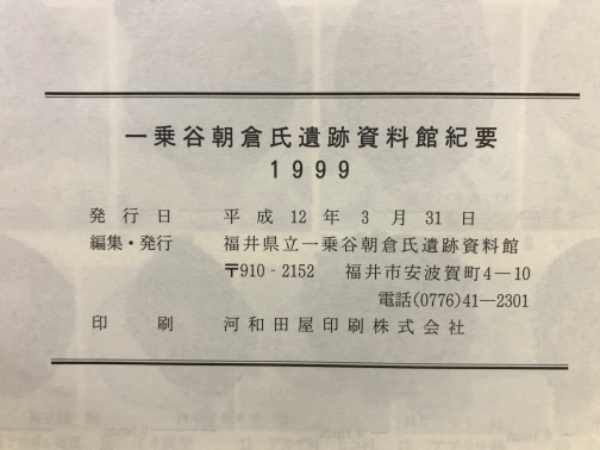 一乗谷朝倉氏遺跡資料館紀要
1999
発行日 平成12年3月31日
編集・発行 福井県立一乗谷朝倉氏遺跡資料館
〒910-2152 福井市安波賀町4—10
電話(0776)41—2301
印刷 河和田屋印刷株式会社